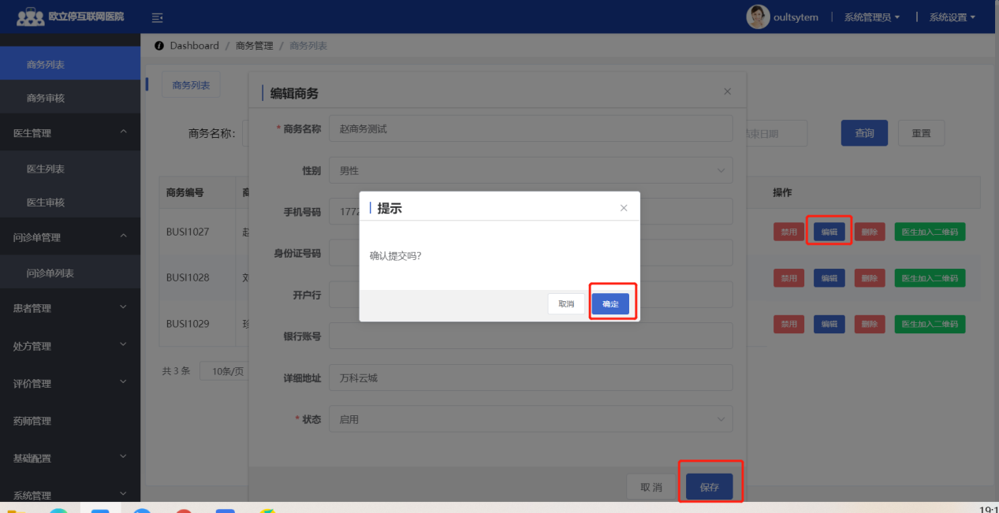 欧立停互联网医院
oultsytem
系统管理员
系统设置
Dashboard / 商务管理 / 商务列表
商务列表
商务审核
医生管理
医生列表
医生审核
问诊单管理
问诊单列表
患者管理
处方管理
评价管理
药师管理
基础配置
系统管理
商务列表
商务名称:
结束日期
查询
重置
商务编号
操作
BUSI1027
禁用 编辑 删除 医生加入二维码
BUSI1028
禁用 编辑 删除 医生加入二维码
BUSI1029
禁用 编辑 删除 医生加入二维码
共 3 条
10条/页
编辑商务
* 商务名称 赵商务测试
性别 男性
手机号码 1772
身份证号码
开户行
银行账号
详细地址 万科云城
* 状态 启用
取 消
保存
提示
确认提交吗?
取消
确定
19:1